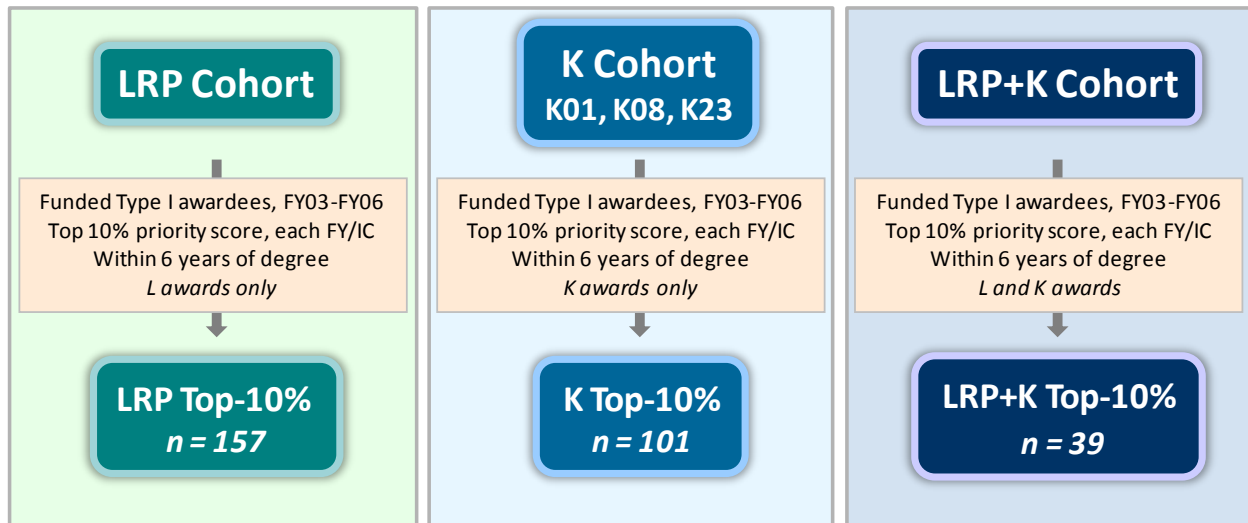 LRP Cohort
Funded Type I awardees, FY03-FY06
Top 10% priority score, each FY/IC
Within 6 years of degree
L awards only
LRP Top-10%
n = 157
K Cohort
K01, K08, K23
Funded Type I awardees, FY03-FY06
Top 10% priority score, each FY/IC
Within 6 years of degree
K awards only
K Top-10%
n = 101
LRP+K Cohort
Funded Type I awardees, FY03-FY06
Top 10% priority score, each FY/IC
Within 6 years of degree
L and K awards
LRP+K Top-10%
n = 39